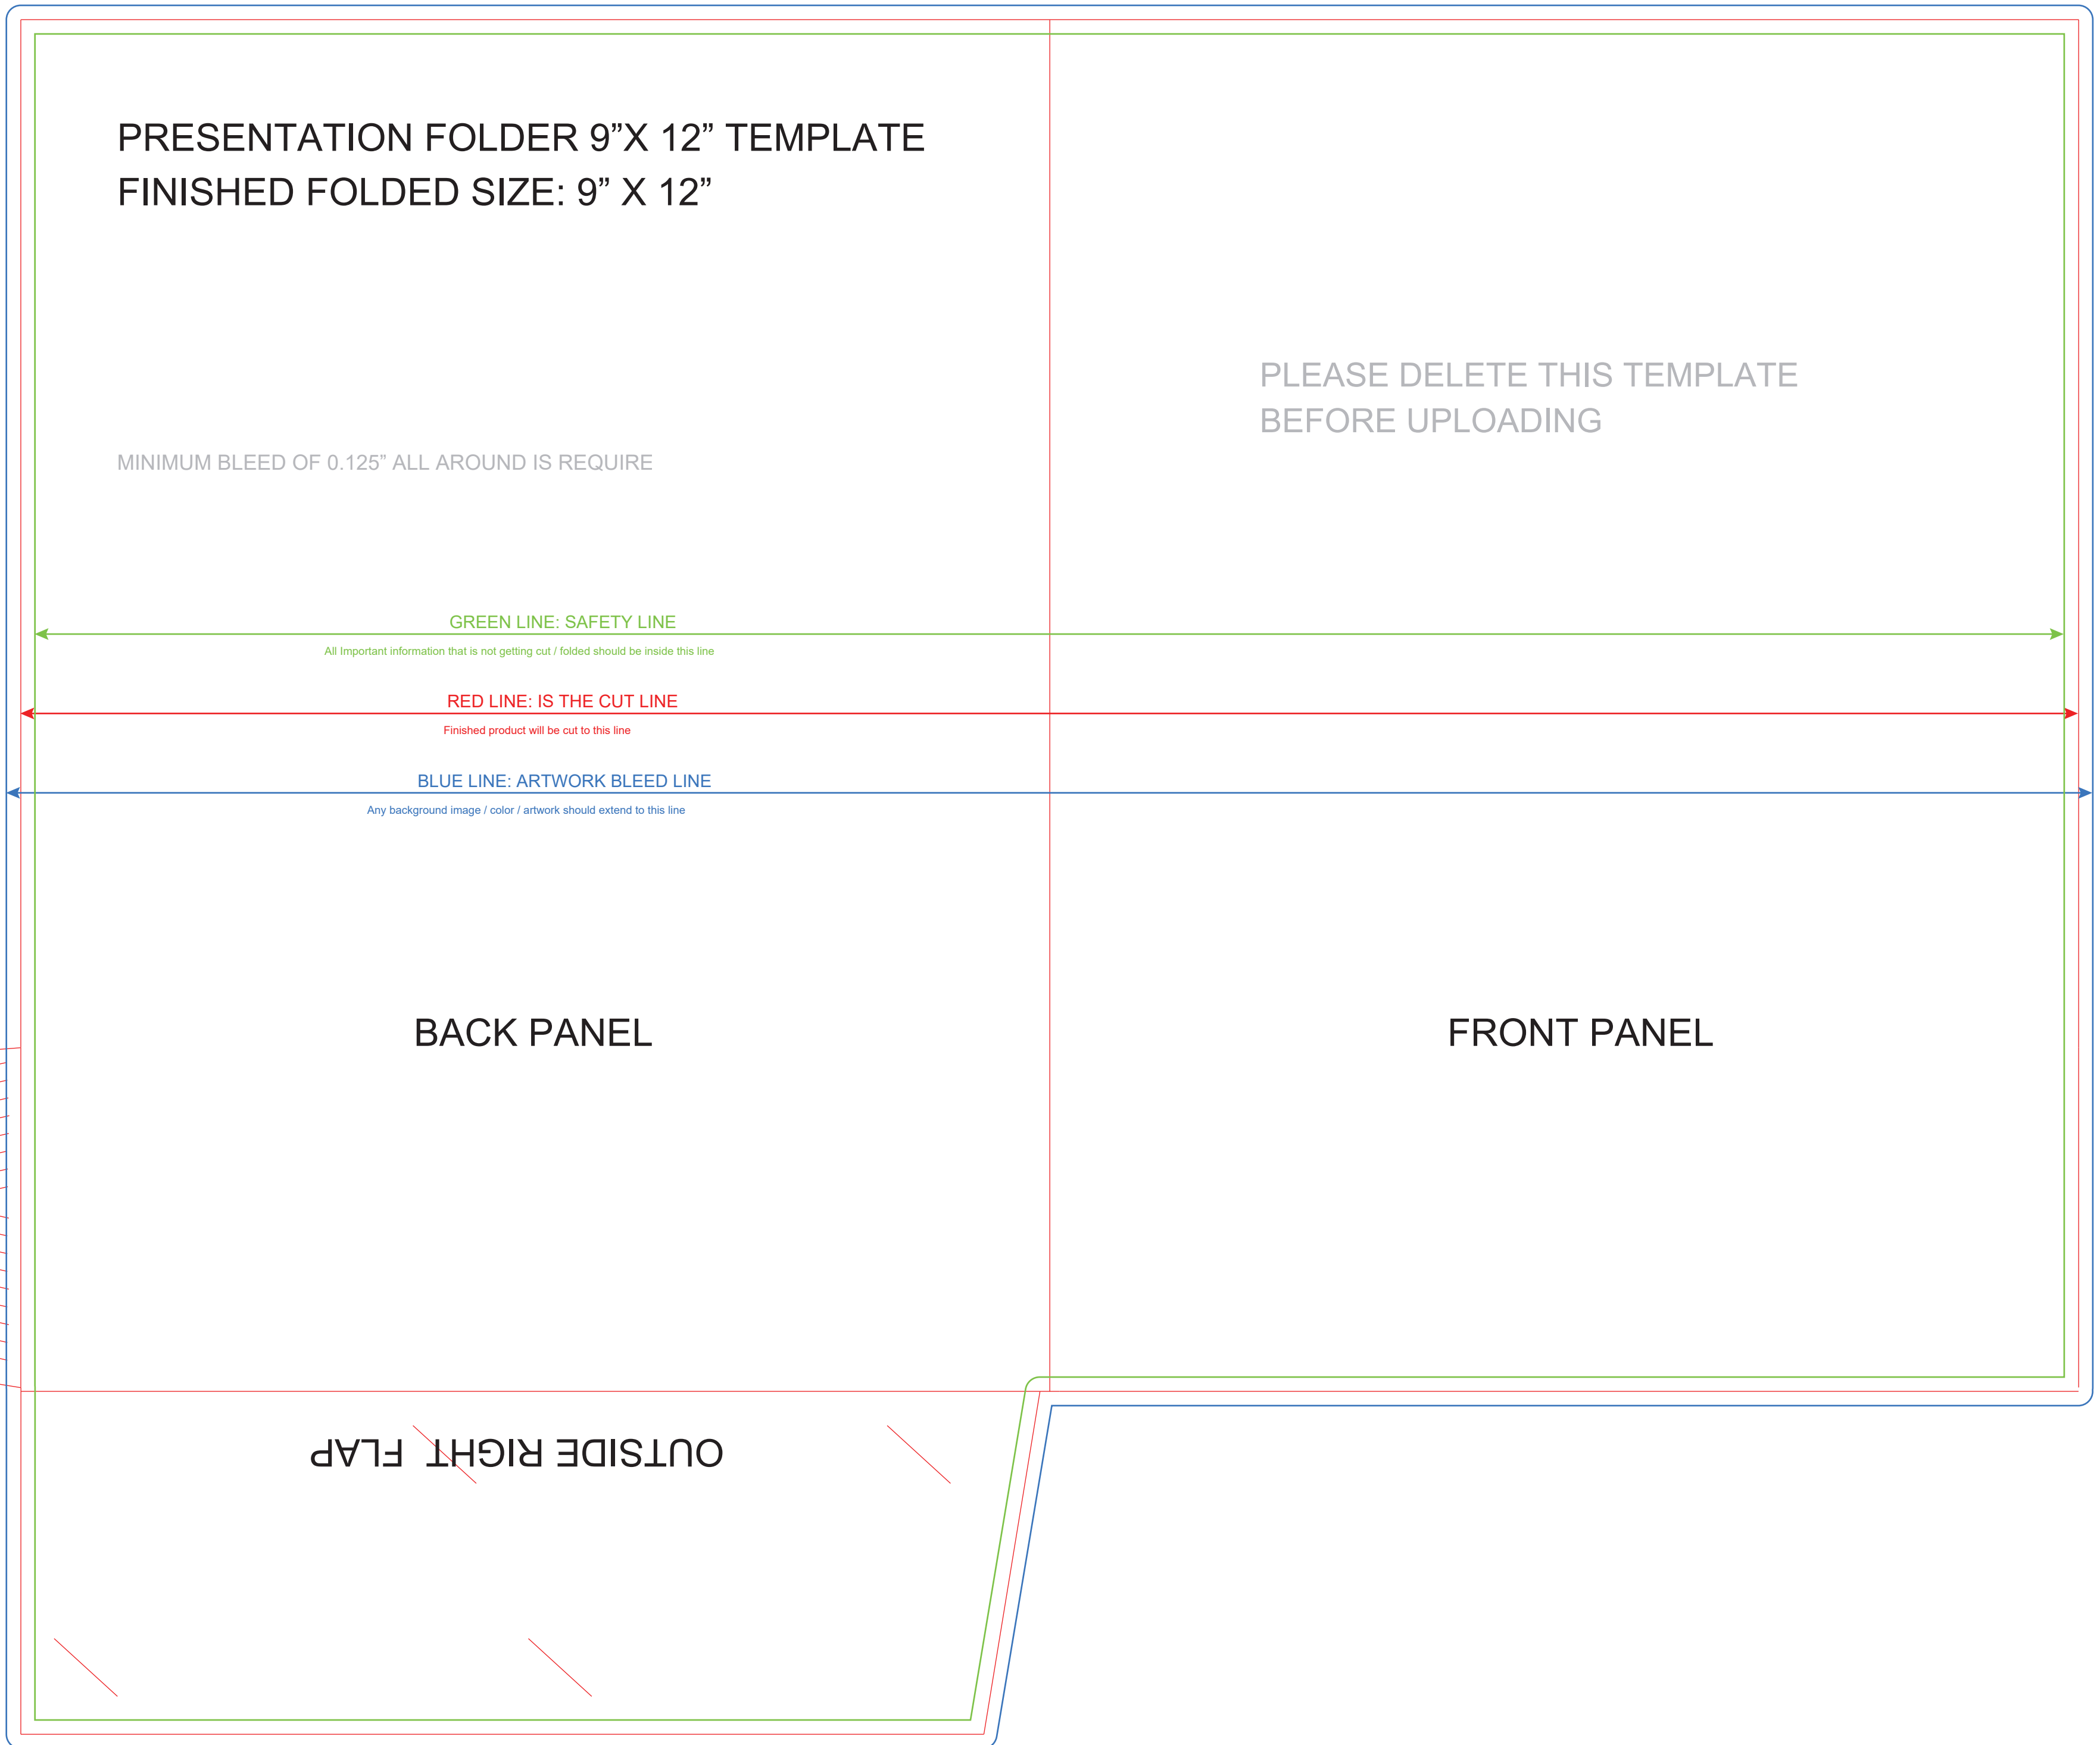 PRESENTATION FOLDER 9”X 12” TEMPLATE
FINISHED FOLDED SIZE: 9” X 12”
PLEASE DELETE THIS TEMPLATE
BEFORE UPLOADING
MINIMUM BLEED OF 0.125” ALL AROUND IS REQUIRE
GREEN LINE: SAFETY LINE
All Important information that is not getting cut / folded should be inside this line
RED LINE: IS THE CUT LINE
Finished product will be cut to this line
BLUE LINE: ARTWORK BLEED LINE
Any background image / color / artwork should extend to this line
BACK PANEL
FRONT PANEL
OUTSIDE RIGHT FLAP